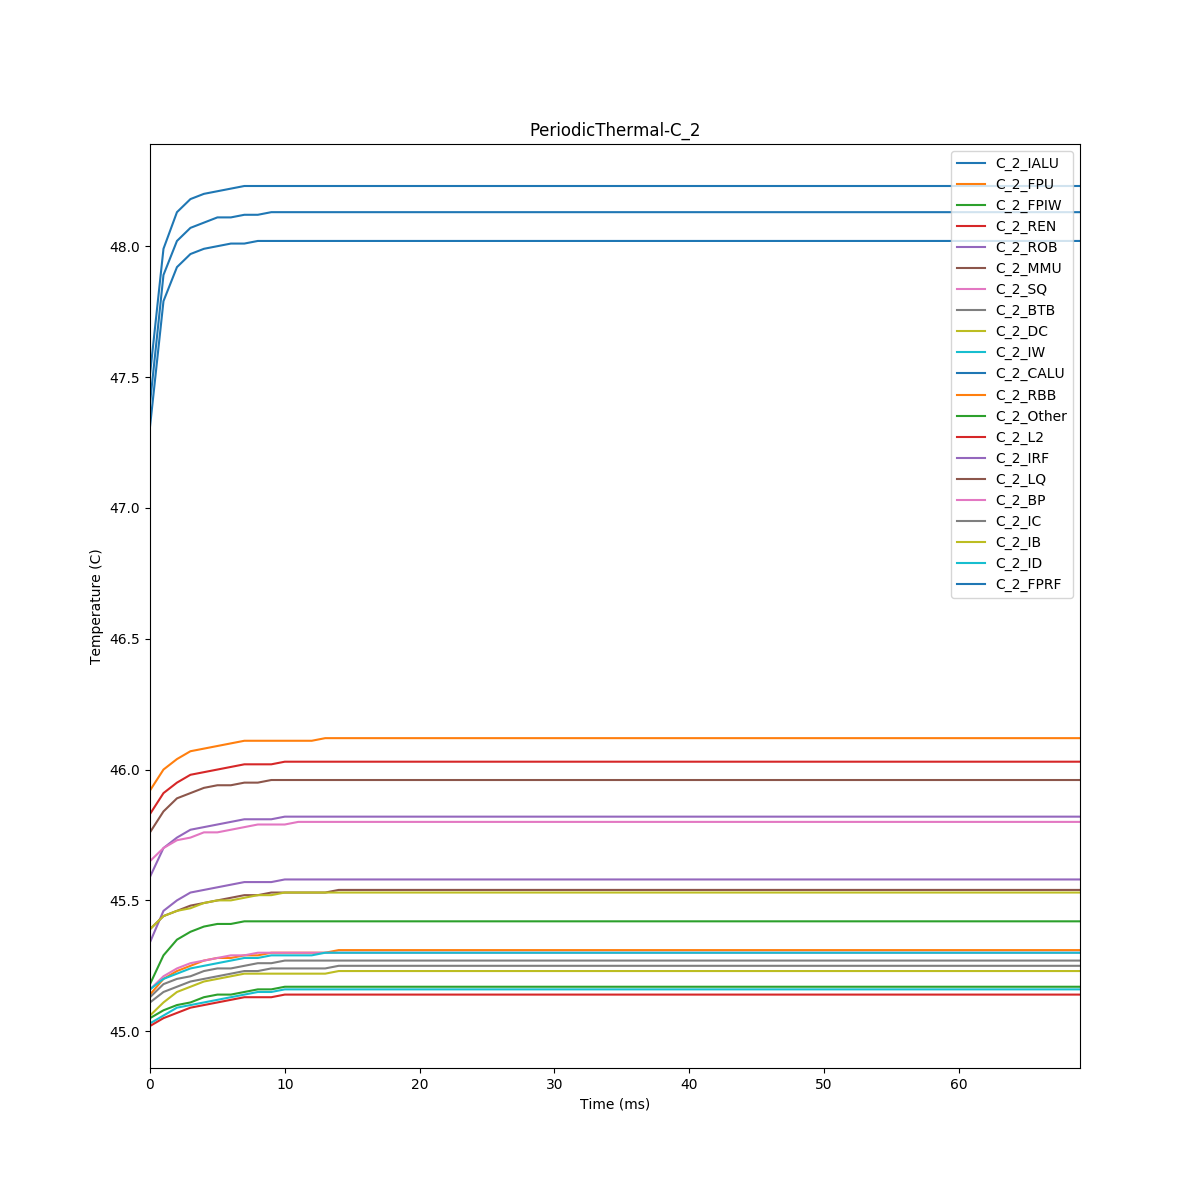 PeriodicThermal-C_2
C_2_IALU
C_2_FPU
C_2_FPIW
C_2_REN
C_2_ROB
C_2_MMU
C_2_SQ
C_2_BTB
C_2_DC
C_2_IW
C_2_CALU
C_2_RBB
C_2_Other
C_2_L2
C_2_IRF
C_2_LQ
C_2_BP
C_2_IC
C_2_IB
C_2_ID
C_2_FPRF
48.0
47.5
47.0
46.5
46.0
45.5
45.0
Temperature (C)
0 10 20 30 40 50 60
Time (ms)